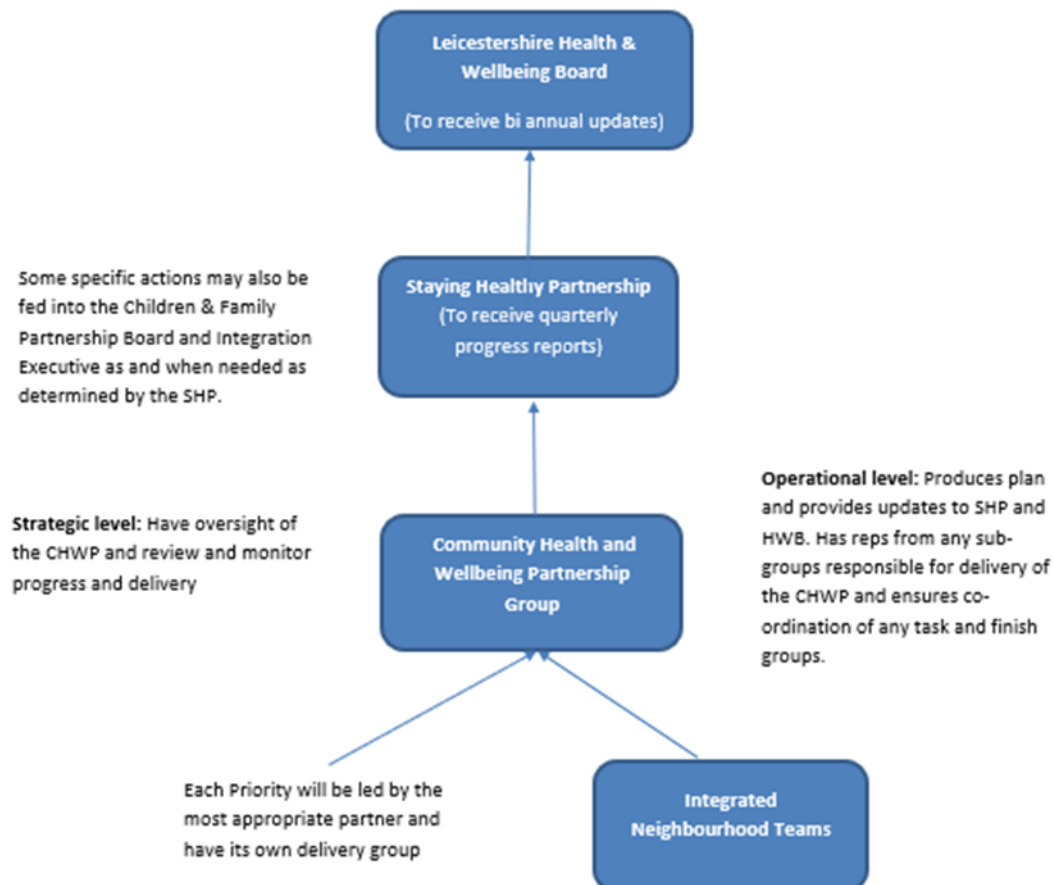 Leicestershire Health &
Wellbeing Board
(To receive bi annual updates)
Some specific actions may also be
fed into the Children & Family
Partnership Board and Integration
Executive as and when needed as
determined by the SHP.
Staying Healthy Partnership
(To receive quarterly
progress reports)
Strategic level: Have oversight of
the CHWP and review and monitor
progress and delivery
Community Health and
Wellbeing Partnership
Group
Operational level: Produces plan
and provides updates to SHP and
HWB. Has reps from any sub-
groups responsible for delivery of
the CHWP and ensures co-
ordination of any task and finish
groups.
Each Priority will be led by the
most appropriate partner and
have its own delivery group
Integrated
Neighbourhood Teams